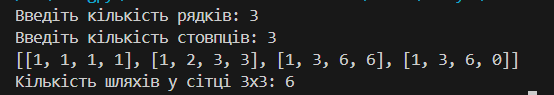 Введіть кількість рядків: 3
Введіть кількість стовпців: 3
[[1, 1, 1, 1], [1, 2, 3, 3], [1, 3, 6, 6], [1, 3, 6, 0]]
Кількість шляхів у сітці 3x3: 6